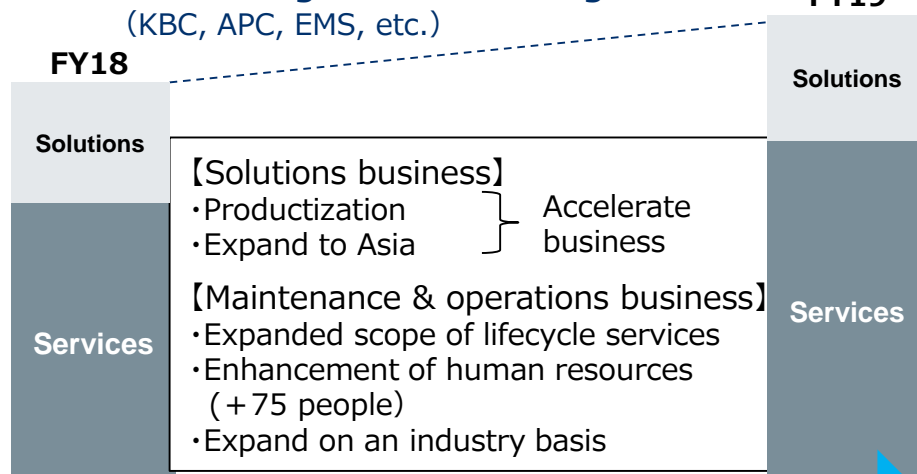 (KBC, APC, EMS, etc.)
FY18
FY19
Solutions
Services
【Solutions business】
・Productization
・Expand to Asia
Accelerate
business
【Maintenance & operations business】
・Expanded scope of lifecycle services
・Enhancement of human resources
(+75 people)
・Expand on an industry basis
Solutions
Services